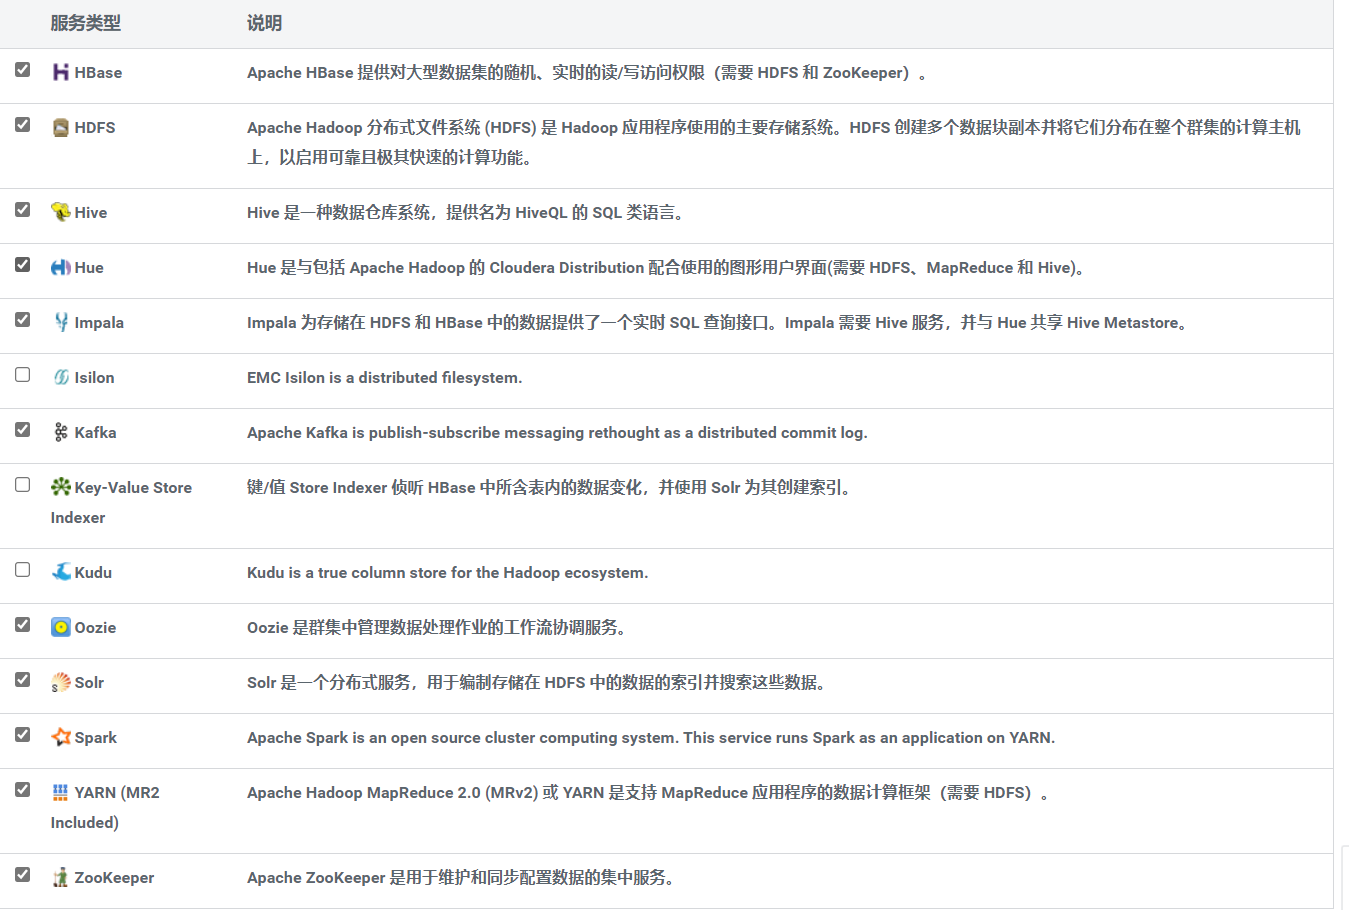 服务类型 说明
HBase Apache HBase 提供对大型数据集的随机、实时的读/写访问权限（需要 HDFS 和 ZooKeeper）。
HDFS Apache Hadoop 分布式文件系统 (HDFS) 是 Hadoop 应用程序使用的主要存储系统。HDFS 创建多个数据块副本并将它们分布在整个群集的计算主机
上，以启用可靠且极其快速的计算功能。
Hive Hive 是一种数据仓库系统，提供名为 HiveQL 的 SQL 类语言。
Hue Hue 是与包括 Apache Hadoop 的 Cloudera Distribution 配合使用的图形用户界面(需要 HDFS、MapReduce 和 Hive)。
Impala Impala 为存储在 HDFS 和 HBase 中的数据提供了一个实时 SQL 查询接口。Impala 需要 Hive 服务，并与 Hue 共享 Hive Metastore。
Isilon EMC Isilon is a distributed filesystem.
Kafka Apache Kafka is publish-subscribe messaging rethought as a distributed commit log.
Key-Value Store 键/值 Store Indexer 侦听 HBase 中所含表内的数据变化，并使用 Solr 为其创建索引。
Indexer
Kudu Kudu is a true column store for the Hadoop ecosystem.
Oozie Oozie 是群集中管理数据处理作业的工作流协调服务。
Solr Solr 是一个分布式服务，用于编制存储在 HDFS 中的数据的索引并搜索这些数据。
Spark Apache Spark is an open source cluster computing system. This service runs Spark as an application on YARN.
YARN (MR2 Apache Hadoop MapReduce 2.0 (MRv2) 或 YARN 是支持 MapReduce 应用程序的数据计算框架（需要 HDFS）。
Included)
ZooKeeper Apache ZooKeeper 是用于维护和同步配置数据的集中服务。